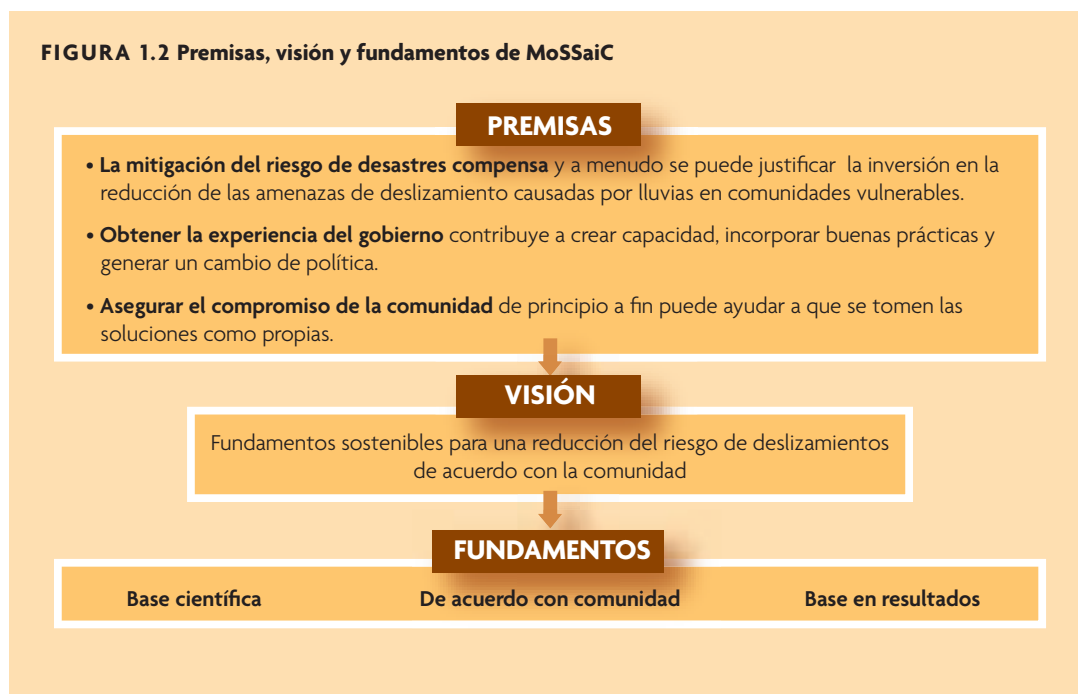 FIGURA 1.2 Premisas, visión y fundamentos de MoSSaiC
PREMISAS
• La mitigación del riesgo de desastres compensa y a menudo se puede justificar la inversión en la
reducción de las amenazas de deslizamiento causadas por lluvias en comunidades vulnerables.
• Obtener la experiencia del gobierno contribuye a crear capacidad, incorporar buenas prácticas y
generar un cambio de política.
• Asegurar el compromiso de la comunidad de principio a fin puede ayudar a que se tomen las
soluciones como propias.
VISIÓN
Fundamentos sostenibles para una reducción del riesgo de deslizamientos
de acuerdo con la comunidad
FUNDAMENTOS
Base científica De acuerdo con comunidad Base en resultados